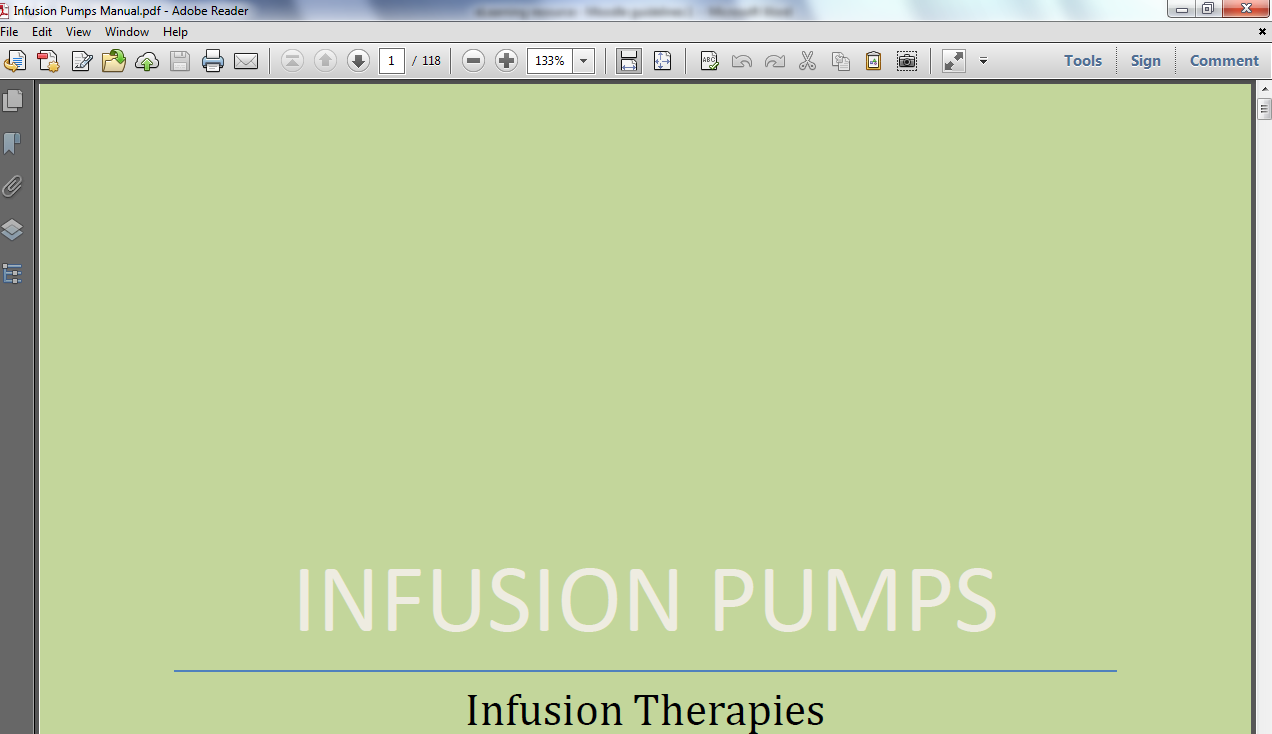 Infusion Pumps Manual.pdf - Adobe Reader
File Edit View Window Help
1 / 118 133% Tools Sign Comment
INFUSION PUMPS
Infusion Therapies